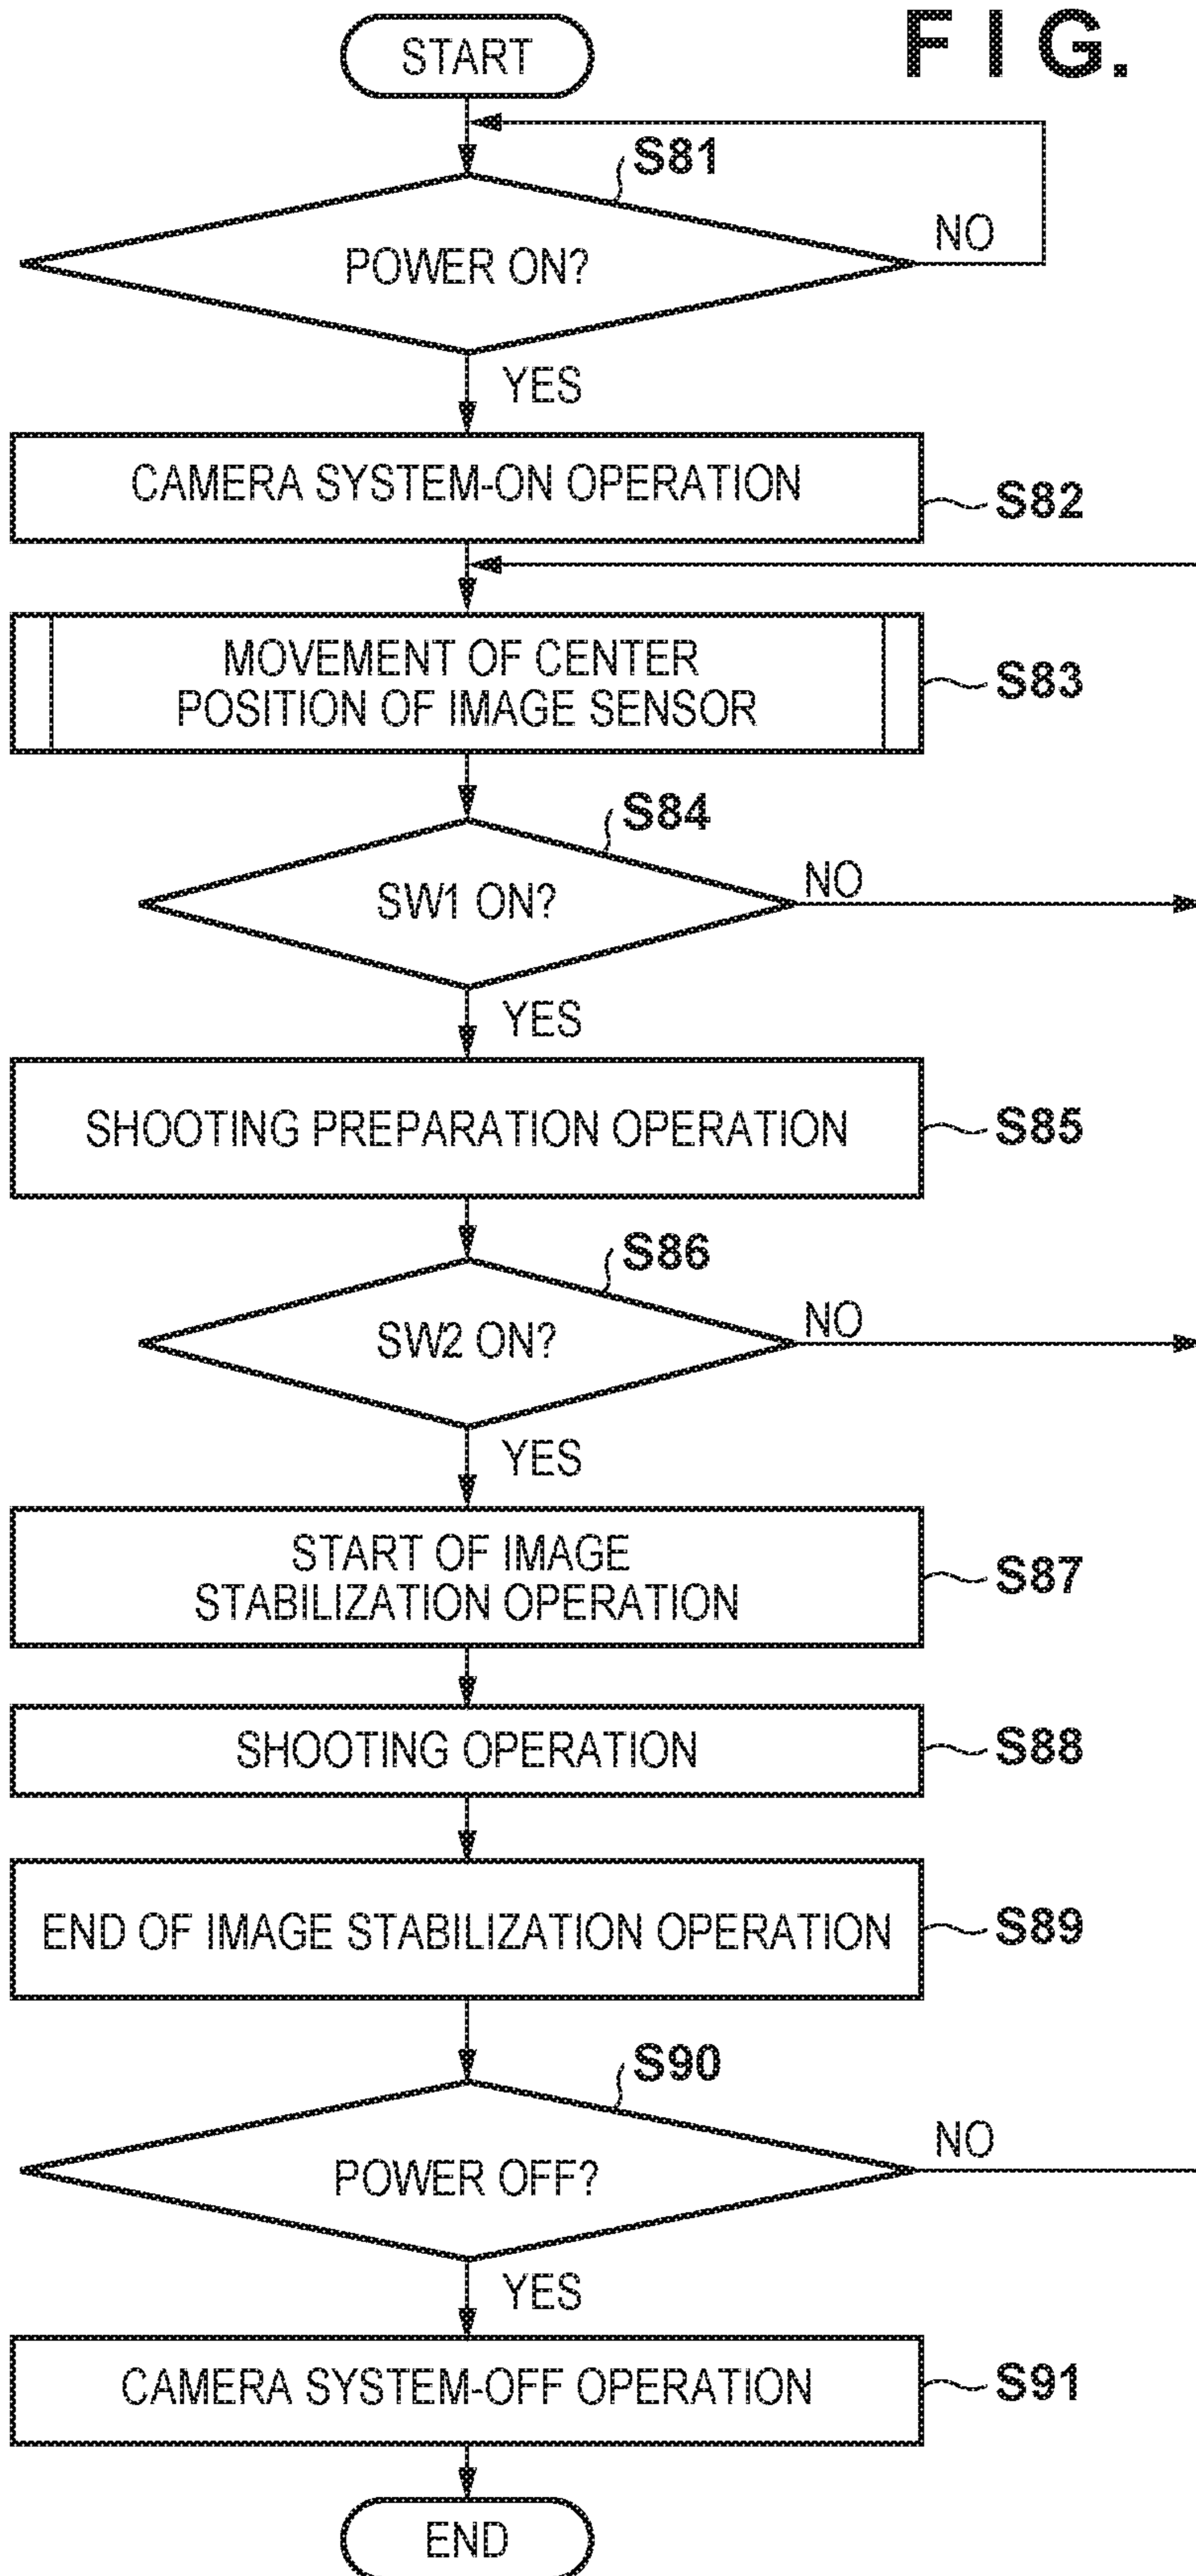 FIG.
START
S81
POWER ON?
NO
YES
CAMERA SYSTEM-ON OPERATION
S82
MOVEMENT OF CENTER
POSITION OF IMAGE SENSOR
S83
S84
SW1 ON?
NO
YES
SHOOTING PREPARATION OPERATION
S85
S86
SW2 ON?
NO
YES
START OF IMAGE
STABILIZATION OPERATION
S87
SHOOTING OPERATION
S88
END OF IMAGE STABILIZATION OPERATION
S89
S90
POWER OFF?
NO
YES
CAMERA SYSTEM-OFF OPERATION
S91
END